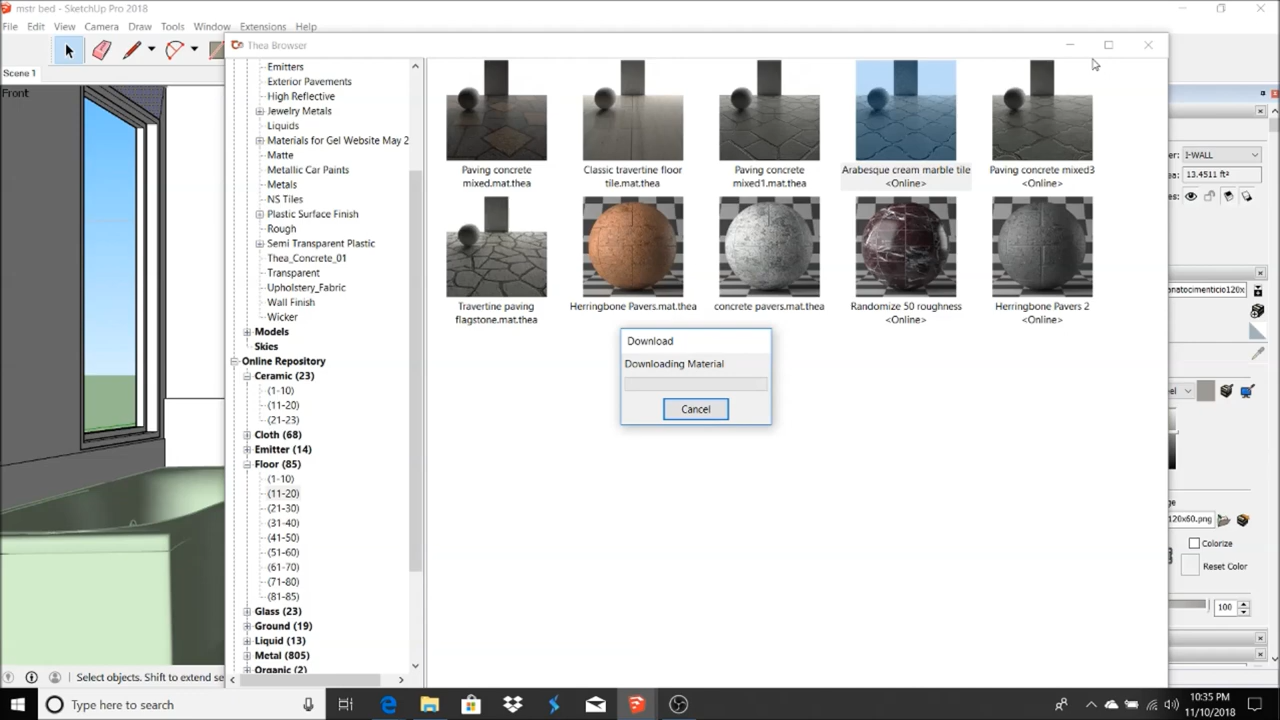 mstr bed - SketchUp Pro 2018
File Edit View Camera Draw Tools Window Extensions Help
Scene 1
Front
Thea Browser
Emitters
Exterior Pavements
High Reflective
Jewelry Metals
Liquids
Materials for Gel Website May 2
Matte
Metallic Car Paints
Metals
NS Tiles
Plastic Surface Finish
Rough
Semi Transparent Plastic
Thea_Concrete_01
Transparent
Upholstery_Fabric
Wall Finish
Wicker
Models
Skies
Online Repository
Ceramic (23)
(1-10)
(11-20)
(21-23)
Cloth (68)
Emitter (14)
Floor (85)
(1-10)
(11-20)
(21-30)
(31-40)
(41-50)
(51-60)
(61-70)
(71-80)
(81-85)
Glass (23)
Ground (19)
Liquid (13)
Metal (805)
Organic (2)
Paving concrete
mixed.mat.thea
Classic travertine floor
tile.mat.thea
Paving concrete
mixed1.mat.thea
Arabesque cream marble tile
<Online>
Paving concrete mixed3
<Online>
Travertine paving
flagstone.mat.thea
Herringbone Pavers.mat.thea
concrete pavers.mat.thea
Randomize 50 roughness
<Online>
Herringbone Pavers 2
<Online>
Download
Downloading Material
Cancel
er: I-WALL
ea: 13.4511 ft²
es:
anatocimenticio120x
el
ge
120x60.png
Colorize
Reset Color
100
Select objects. Shift to extend se
Type here to search
10:35 PM
11/10/2018